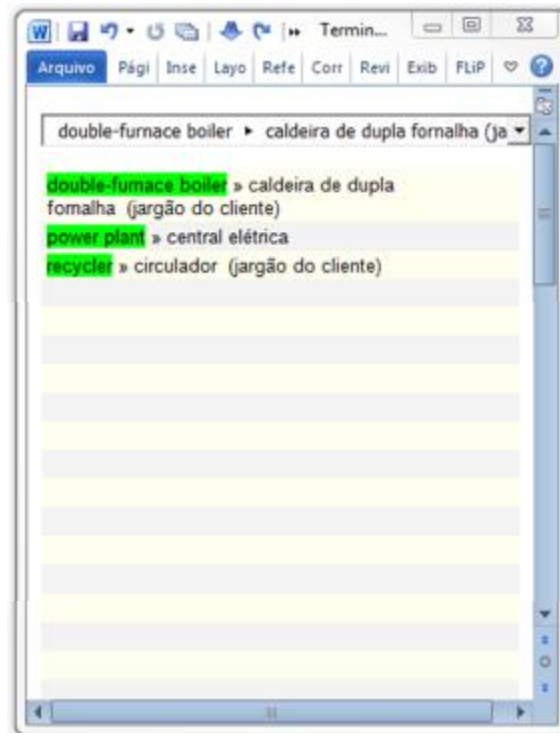 W Termin...
Arquivo Pági Inse Layo Refe Corr Revi Exib FLiP
double-furnace boiler ▸ caldeira de dupla fornalha (ja
double-furnace boiler » caldeira de dupla
fornalha (jargão do cliente)
power plant » central elétrica
recycler » circulador (jargão do cliente)